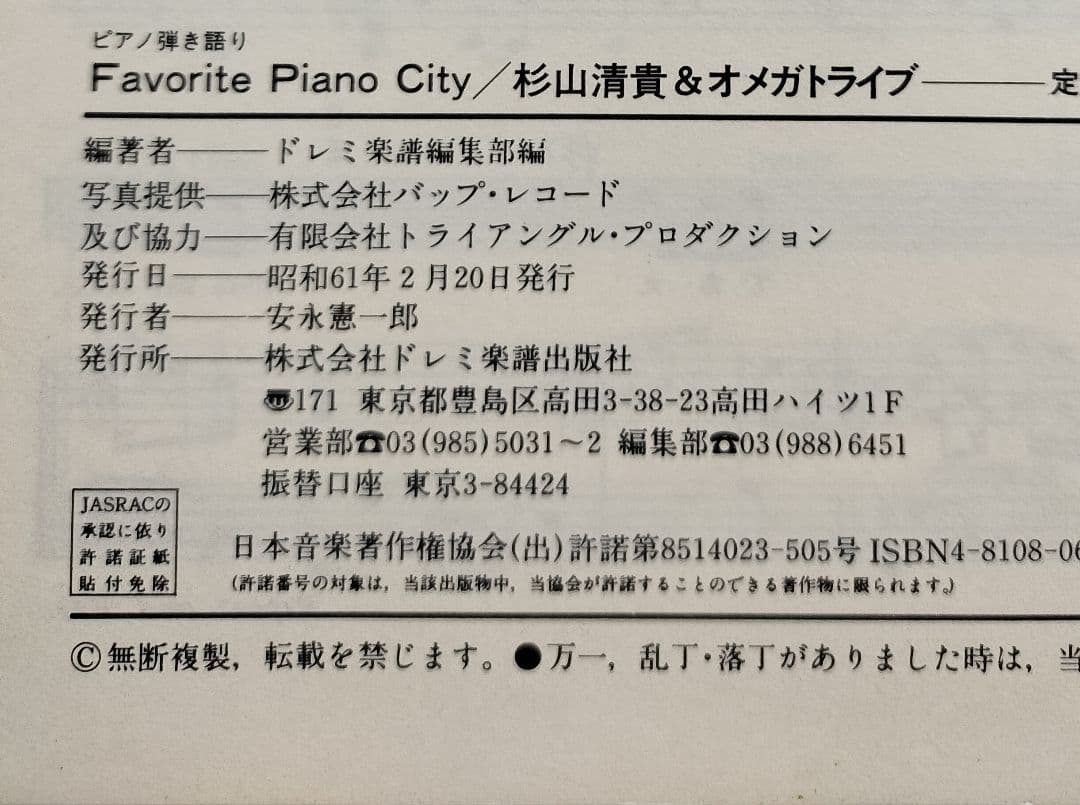 ピアノ弾き語り
Favorite Piano City／杉山清貴＆オメガトライブ――定
編著者――ドレミ楽譜編集部編
写真提供――株式会社バップ・レコード
及び協力――有限会社トライアングル・プロダクション
発行日――昭和61年2月20日発行
発行者――安永憲一郎
発行所――株式会社ドレミ楽譜出版社
〠171 東京都豊島区高田3-38-23高田ハイツ1F
営業部☎03(985)5031～2 編集部☎03(988)6451
振替口座 東京3-84424
JASRACの
承認に依り
許諾証紙
貼付免除
日本音楽著作権協会(出)許諾第8514023-505号 ISBN4-8108-06
(許諾番号の対象は，当該出版物中，当協会が許諾することのできる著作物に限られます。)
Ⓒ無断複製，転載を禁じます。●万一，乱丁・落丁がありました時は，当